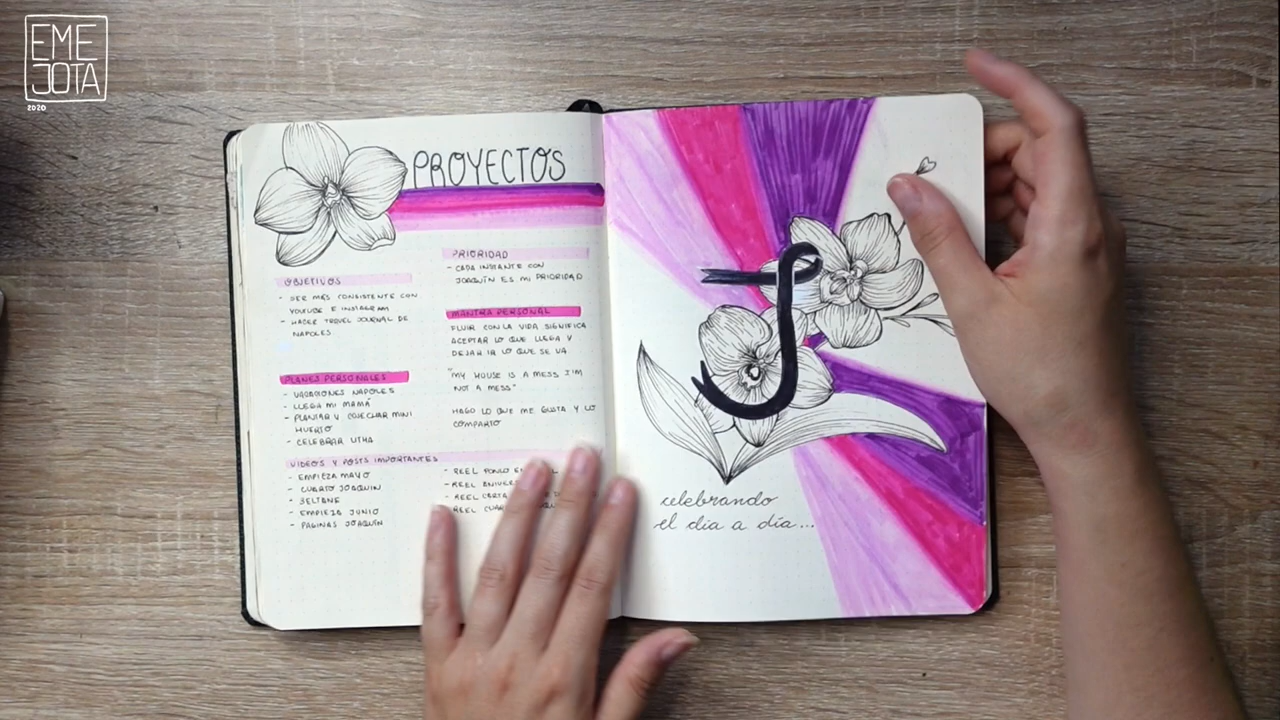 EME
JOTA
2020
PROYECTOS
OBJETIVOS
- SER MÁS CONSISTENTE CON
YOUTUBE E INSTAGRAM
- HACER TRAVEL JOURNAL DE
NAPOLES
PLANES PERSONALES
- VACACIONES NAPOLES
- LLEGA MI MAMÁ
- PLANTAR Y COSECHAR MINI
HUERTO
- CELEBRAR LITHA
PRIORIDAD
- CADA INSTANTE CON
JOAQUÍN ES MI PRIORIDAD
MANTRA PERSONAL
FLUIR CON LA VIDA SIGNIFICA
ACEPTAR LO QUE LLEGA Y
DEJAR IR LO QUE SE VA
"MY HOUSE IS A MESS I'M
NOT A MESS"
HAGO LO QUE ME GUSTA Y LO
COMPARTO
VIDEOS Y POSTS IMPORTANTES
- EMPIEZA MAYO
- CUARTO JOAQUÍN
- BELTANE
- EMPIEZA JUNIO
- PAGINAS JOAQUÍN
- REEL
- REEL
- REEL
REEL
J
celebrando
el día a día...